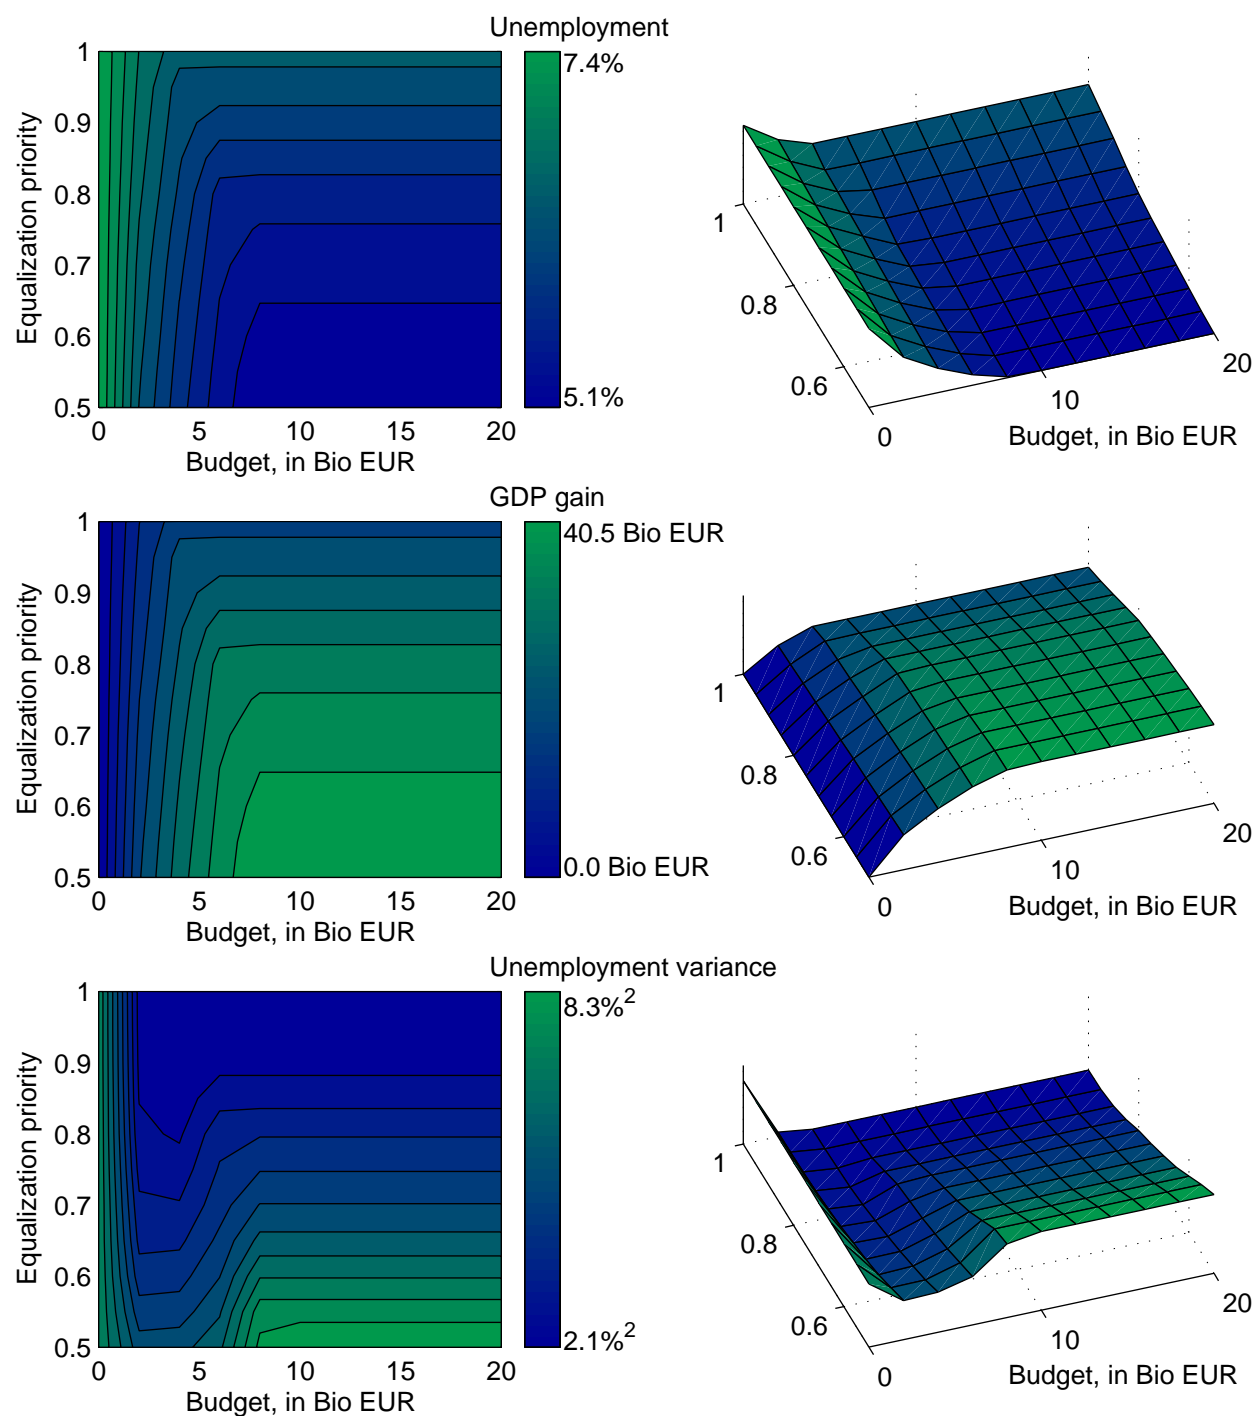 Unemployment
1
0.9
0.8
0.7
0.6
0.5
Equalization priority
0 5 10 15 20
Budget, in Bio EUR
7.4%
5.1%
1
0.8
0.6
0
10
20
Budget, in Bio EUR
GDP gain
1
0.9
0.8
0.7
0.6
0.5
Equalization priority
0 5 10 15 20
Budget, in Bio EUR
40.5 Bio EUR
0.0 Bio EUR
1
0.8
0.6
0
10
20
Budget, in Bio EUR
Unemployment variance
1
0.9
0.8
0.7
0.6
0.5
Equalization priority
0 5 10 15 20
Budget, in Bio EUR
8.3%²
2.1%²
1
0.8
0.6
0
10
20
Budget, in Bio EUR